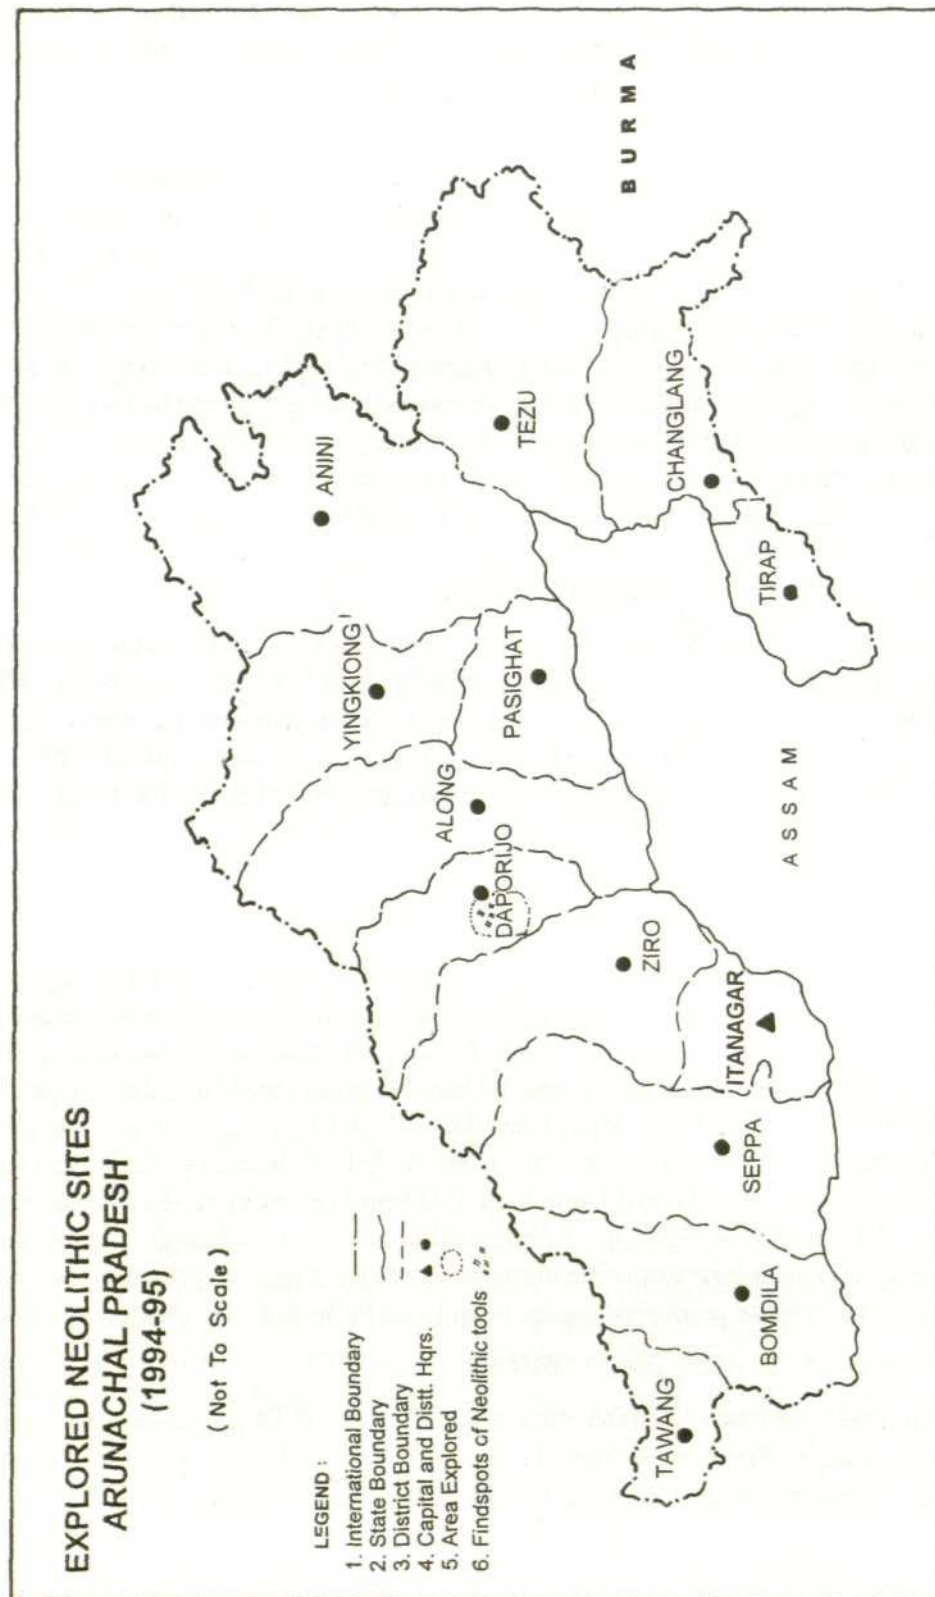 EXPLORED NEOLITHIC SITES
ARUNACHAL PRADESH
(1994-95)
( Not To Scale )
LEGEND :
1. International Boundary
2. State Boundary
3. District Boundary
4. Capital and Distt. Hqrs.
5. Area Explored
6. Findspots of Neolithic tools
TAWANG
BOMDILA
SEPPA
ITANAGAR
ZIRO
DAPORIJO
ALONG
YINGKIONG
PASIGHAT
ANINI
TEZU
CHANGLANG
TIRAP
ASSAM
BURMA